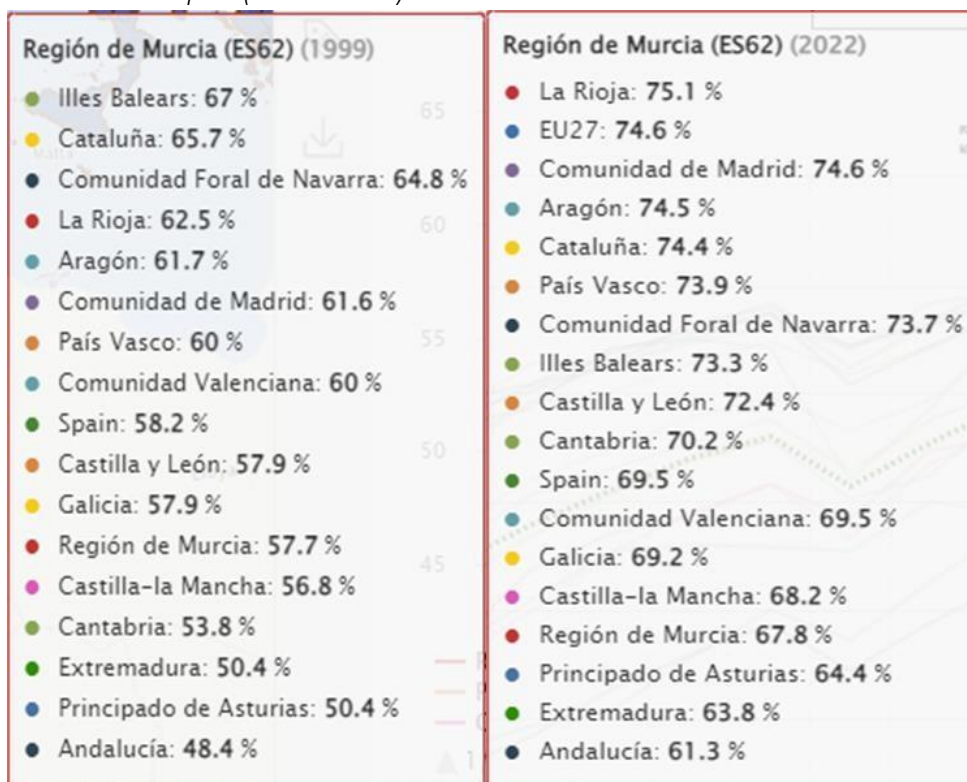 Región de Murcia (ES62) (1999)
Illes Balears: 67 %
Cataluña: 65.7 %
Comunidad Foral de Navarra: 64.8 %
La Rioja: 62.5 %
Aragón: 61.7 %
Comunidad de Madrid: 61.6 %
País Vasco: 60 %
Comunidad Valenciana: 60 %
Spain: 58.2 %
Castilla y León: 57.9 %
Galicia: 57.9 %
Región de Murcia: 57.7 %
Castilla-la Mancha: 56.8 %
Cantabria: 53.8 %
Extremadura: 50.4 %
Principado de Asturias: 50.4 %
Andalucía: 48.4 %
65
60
55
50
45
Región de Murcia (ES62) (2022)
La Rioja: 75.1 %
EU27: 74.6 %
Comunidad de Madrid: 74.6 %
Aragón: 74.5 %
Cataluña: 74.4 %
País Vasco: 73.9 %
Comunidad Foral de Navarra: 73.7 %
Illes Balears: 73.3 %
Castilla y León: 72.4 %
Cantabria: 70.2 %
Spain: 69.5 %
Comunidad Valenciana: 69.5 %
Galicia: 69.2 %
Castilla-la Mancha: 68.2 %
Región de Murcia: 67.8 %
Principado de Asturias: 64.4 %
Extremadura: 63.8 %
Andalucía: 61.3 %